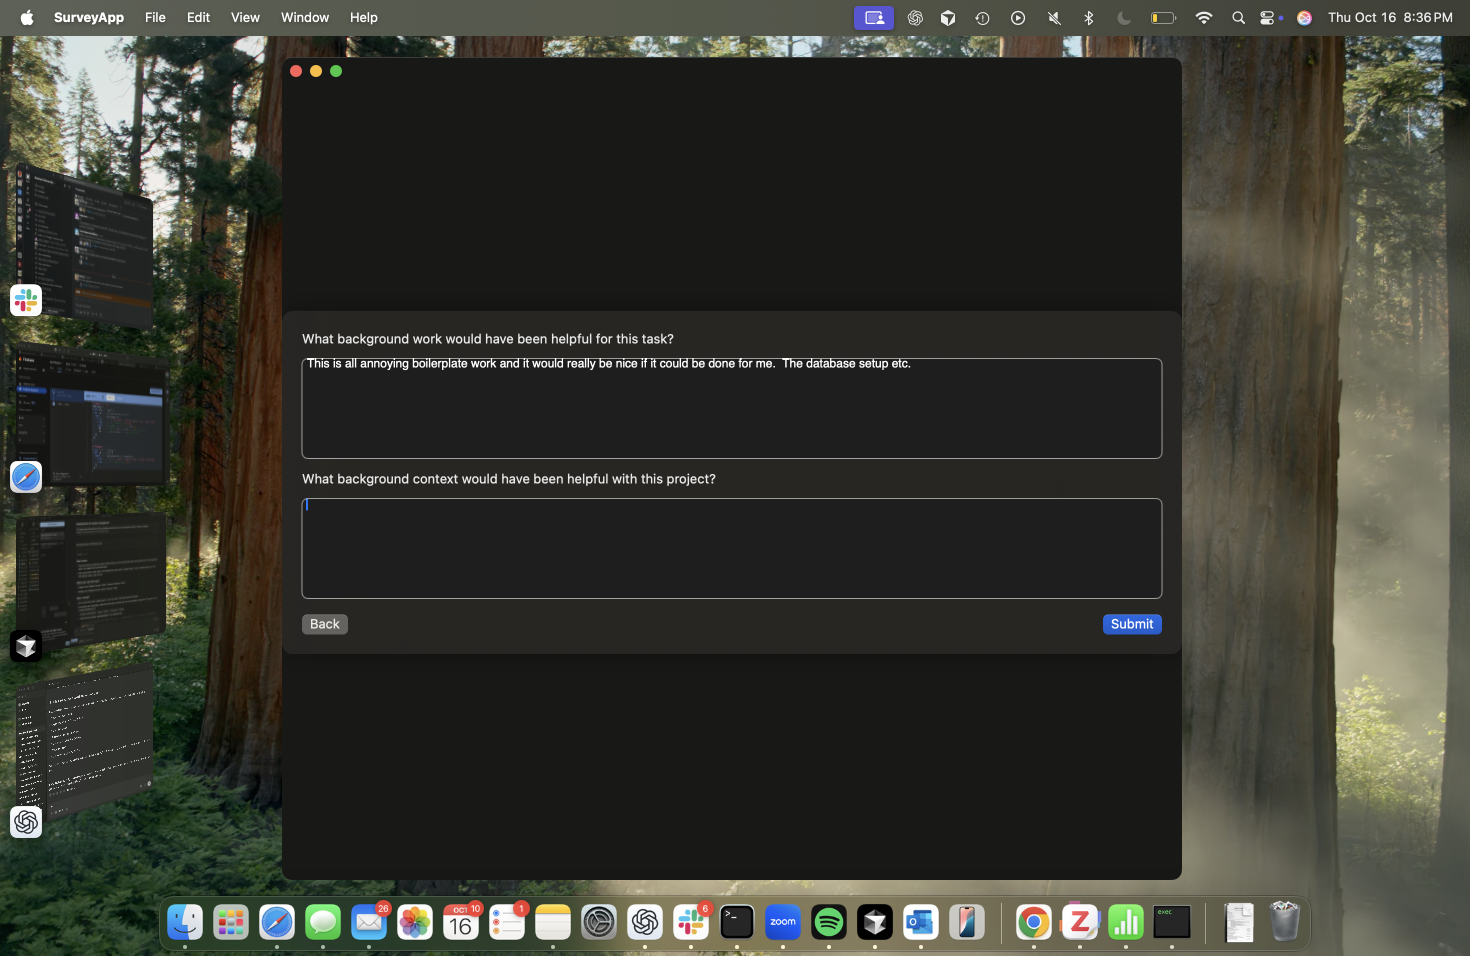 SurveyApp File Edit View Window Help Thu Oct 16 8:36 PM
What background work would have been helpful for this task?
This is all annoying boilerplate work and it would really be nice if it could be done for me.  The database setup etc.
What background context would have been helpful with this project?
Back Submit
26 OCT 10 1 6
16 >_ zoom Z exec